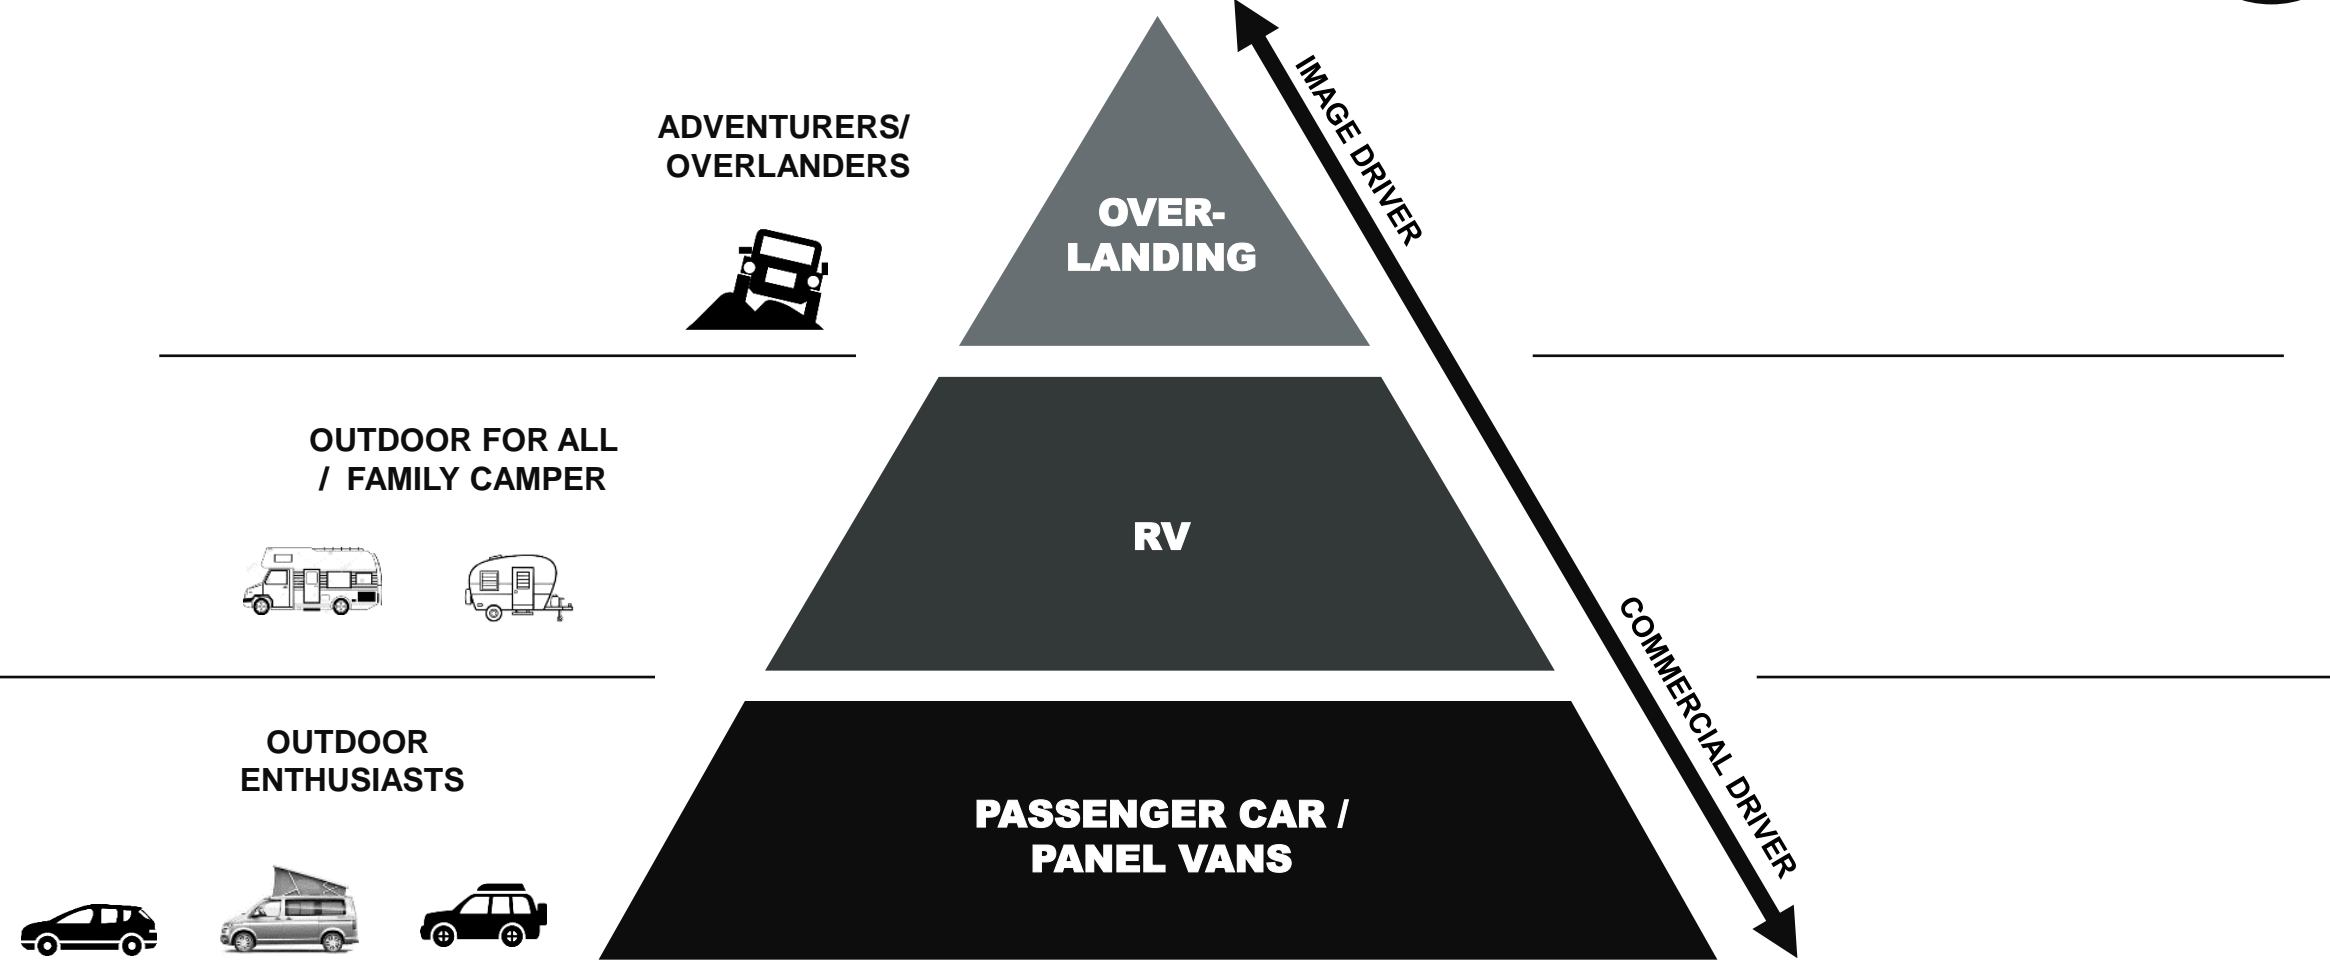 IMAGE DRIVER
ADVENTURERS/
OVERLANDERS
OVER-
LANDING
OUTDOOR FOR ALL
/ FAMILY CAMPER
RV
COMMERCIAL DRIVER
OUTDOOR
ENTHUSIASTS
PASSENGER CAR /
PANEL VANS